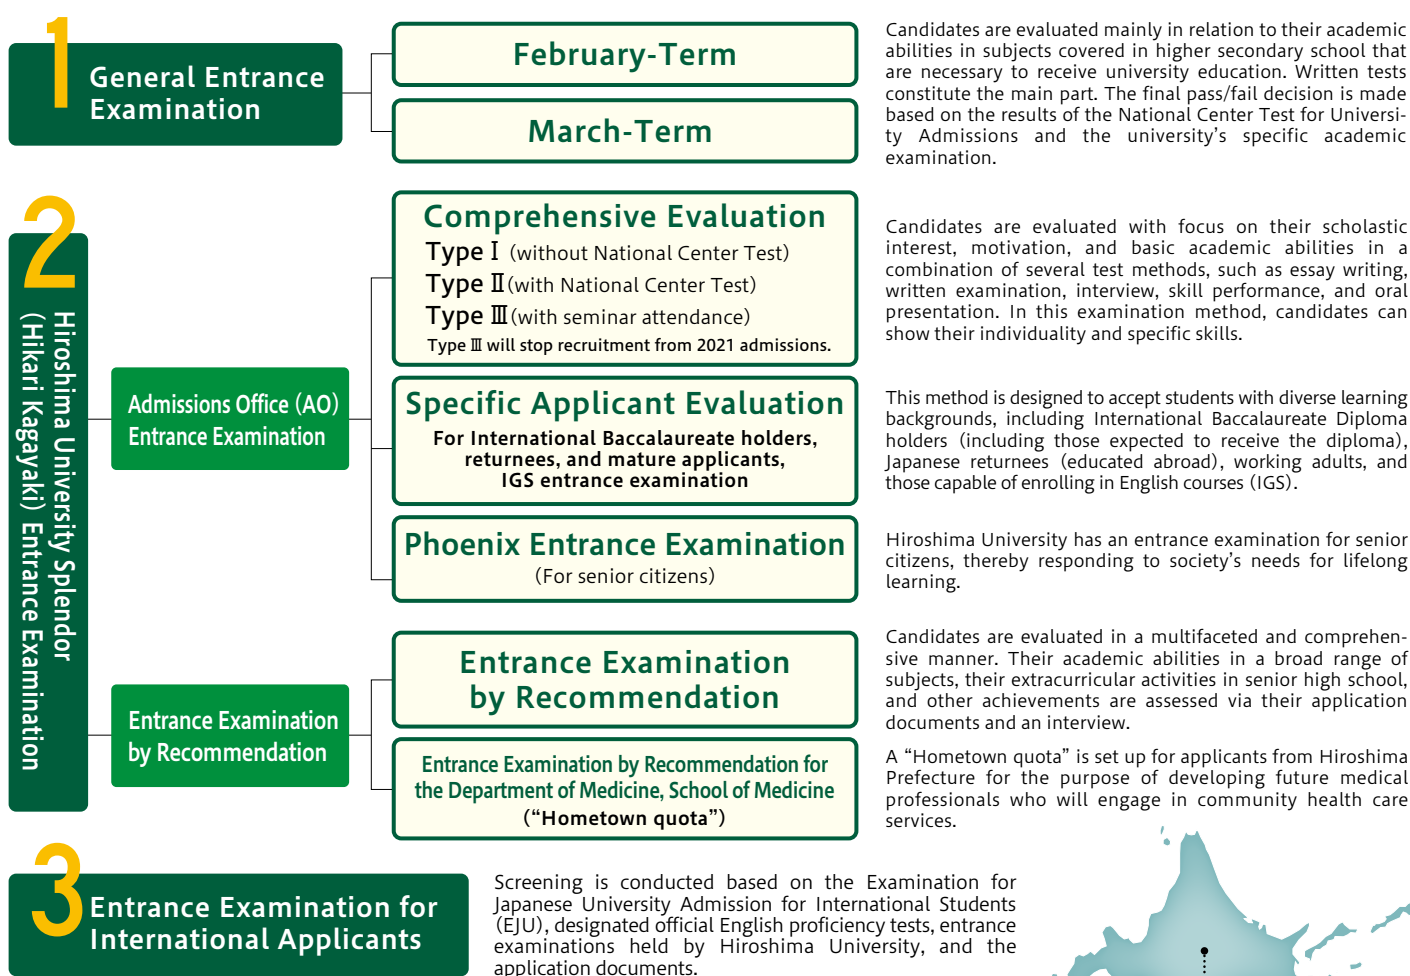 1
General Entrance
Examination
February-Term
March-Term
Candidates are evaluated mainly in relation to their academic
abilities in subjects covered in higher secondary school that
are necessary to receive university education. Written tests
constitute the main part. The final pass/fail decision is made
based on the results of the National Center Test for Universi-
ty Admissions and the university’s specific academic
examination.
2
Hiroshima University Splendor
(Hikari Kagayaki) Entrance Examination
Admissions Office (AO)
Entrance Examination
Comprehensive Evaluation
Type Ⅰ (without National Center Test)
Type Ⅱ (with National Center Test)
Type Ⅲ (with seminar attendance)
Type Ⅲ will stop recruitment from 2021 admissions.
Candidates are evaluated with focus on their scholastic
interest, motivation, and basic academic abilities in a
combination of several test methods, such as essay writing,
written examination, interview, skill performance, and oral
presentation. In this examination method, candidates can
show their individuality and specific skills.
Specific Applicant Evaluation
For International Baccalaureate holders,
returnees, and mature applicants,
IGS entrance examination
This method is designed to accept students with diverse learning
backgrounds, including International Baccalaureate Diploma
holders (including those expected to receive the diploma),
Japanese returnees (educated abroad), working adults, and
those capable of enrolling in English courses (IGS).
Phoenix Entrance Examination
(For senior citizens)
Hiroshima University has an entrance examination for senior
citizens, thereby responding to society’s needs for lifelong
learning.
Entrance Examination
by Recommendation
Entrance Examination
by Recommendation
Candidates are evaluated in a multifaceted and comprehen-
sive manner. Their academic abilities in a broad range of
subjects, their extracurricular activities in senior high school,
and other achievements are assessed via their application
documents and an interview.
Entrance Examination by Recommendation for
the Department of Medicine, School of Medicine
(“Hometown quota”)
A “Hometown quota” is set up for applicants from Hiroshima
Prefecture for the purpose of developing future medical
professionals who will engage in community health care
services.
3
Entrance Examination for
International Applicants
Screening is conducted based on the Examination for
Japanese University Admission for International Students
(EJU), designated official English proficiency tests, entrance
examinations held by Hiroshima University, and the
application documents.